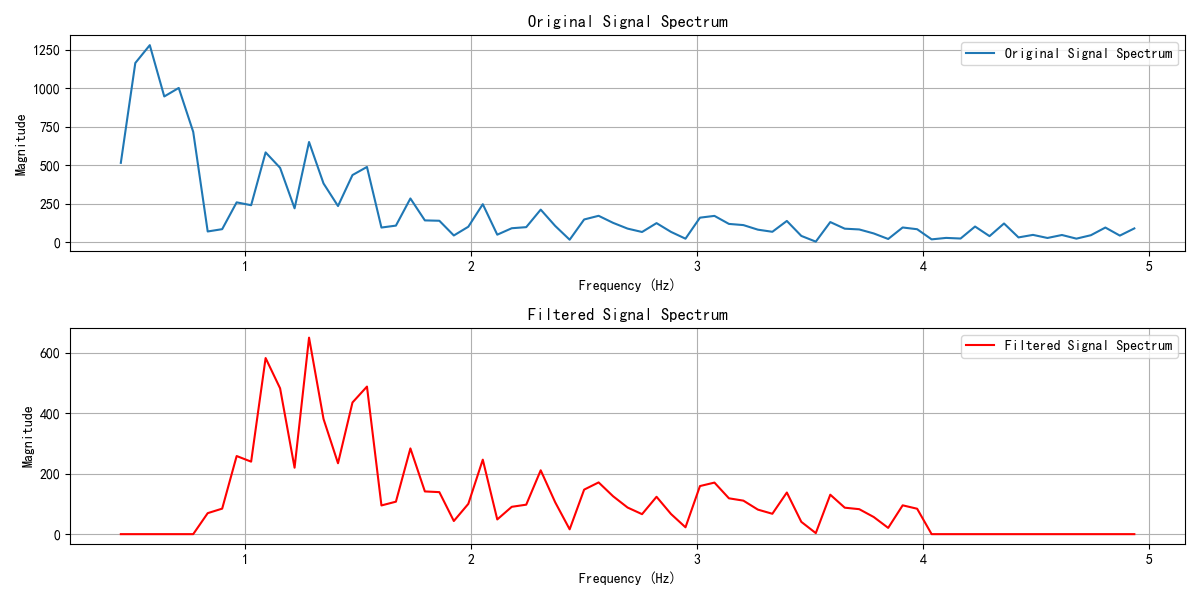 Original Signal Spectrum
Original Signal Spectrum
1250
1000
750
500
250
0
Magnitude
1 2 3 4 5
Frequency (Hz)
Filtered Signal Spectrum
Filtered Signal Spectrum
600
400
200
0
Magnitude
1 2 3 4 5
Frequency (Hz)